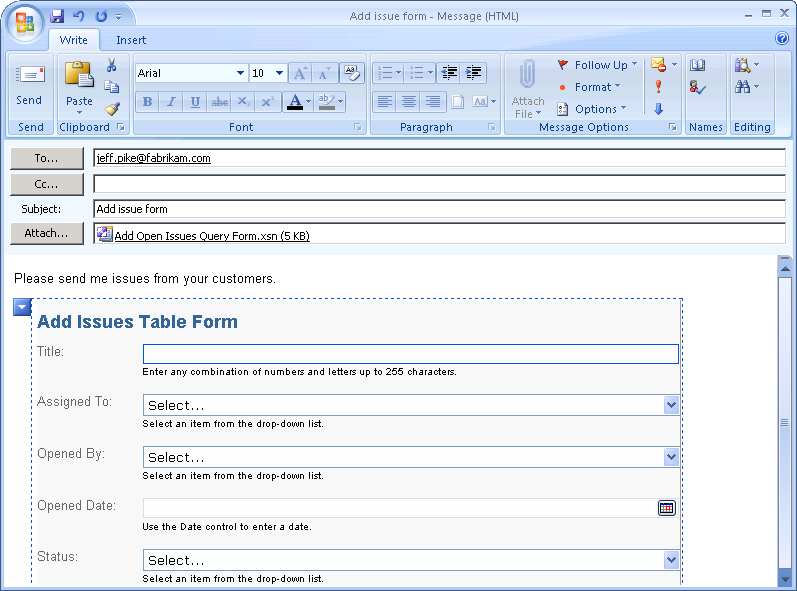 Add issue form - Message (HTML)
Write Insert
Send
Paste
Arial 10
B I U abc x₂ x² A ab
Aa
Attach File
Follow Up
Format
Options
Send Clipboard Font Paragraph Message Options Names Editing
To... jeff.pike@fabrikam.com
Cc...
Subject: Add issue form
Attach... Add Open Issues Query Form.xsn (5 KB)
Please send me issues from your customers.
Add Issues Table Form
Title:
Enter any combination of numbers and letters up to 255 characters.
Assigned To: Select...
Select an item from the drop-down list.
Opened By: Select...
Select an item from the drop-down list.
Opened Date:
Use the Date control to enter a date.
Status: Select...
Select an item from the drop-down list.